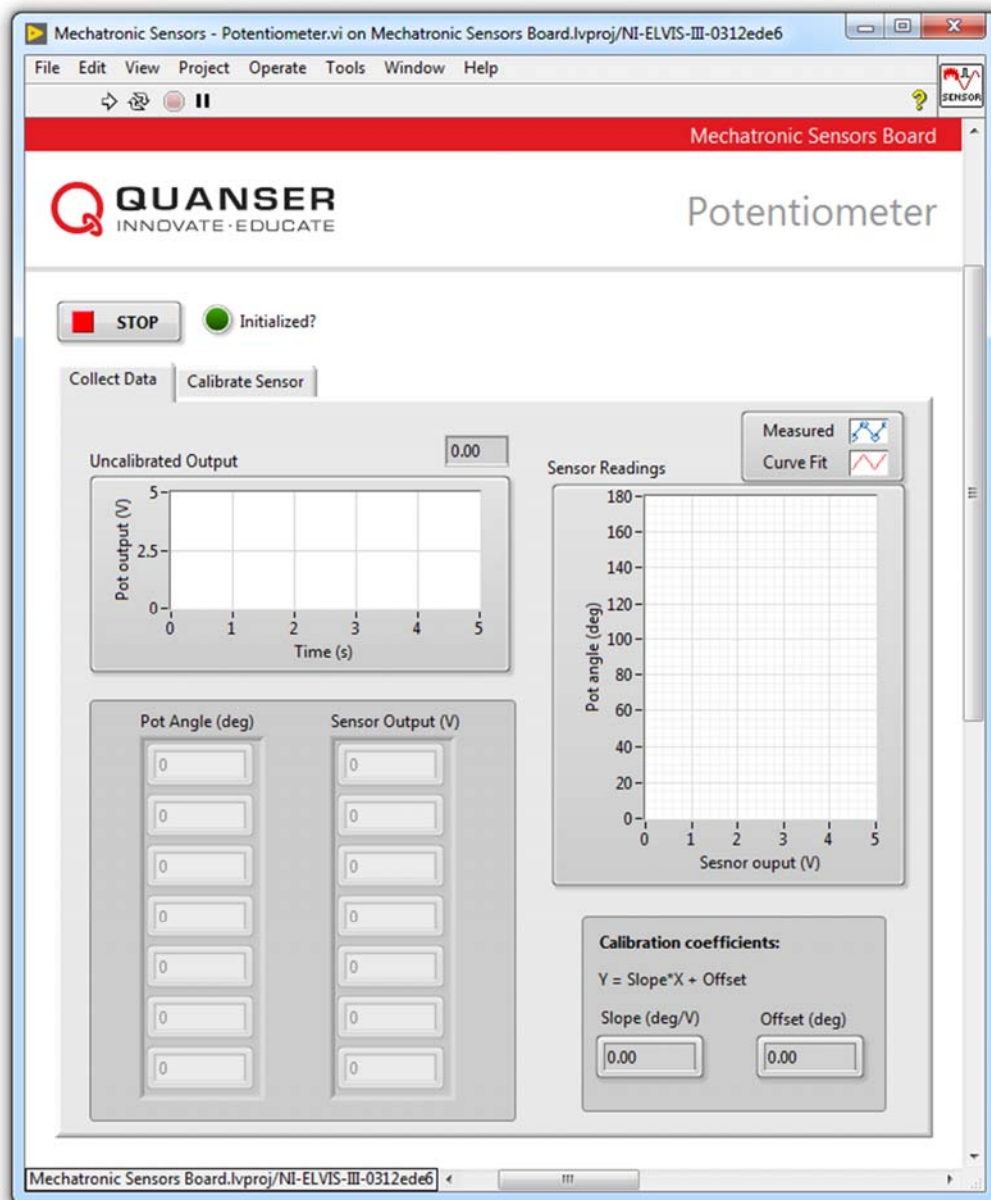 Mechatronic Sensors - Potentiometer.vi on Mechatronic Sensors Board.lvproj/NI-ELVIS-III-0312ede6
File Edit View Project Operate Tools Window Help
SENSOR
Mechatronic Sensors Board
QUANSER
INNOVATE·EDUCATE
Potentiometer
STOP
Initialized?
Collect Data
Calibrate Sensor
Uncalibrated Output
0.00
Pot output (V)
5
2.5
0
0 1 2 3 4 5
Time (s)
Sensor Readings
Measured
Curve Fit
Pot angle (deg)
180
160
140
120
100
80
60
40
20
0
0 1 2 3 4 5
Sesnor ouput (V)
Pot Angle (deg) Sensor Output (V)
0 0
0 0
0 0
0 0
0 0
0 0
0 0
Calibration coefficients:
Y = Slope*X + Offset
Slope (deg/V) Offset (deg)
0.00 0.00
Mechatronic Sensors Board.lvproj/NI-ELVIS-III-0312ede6